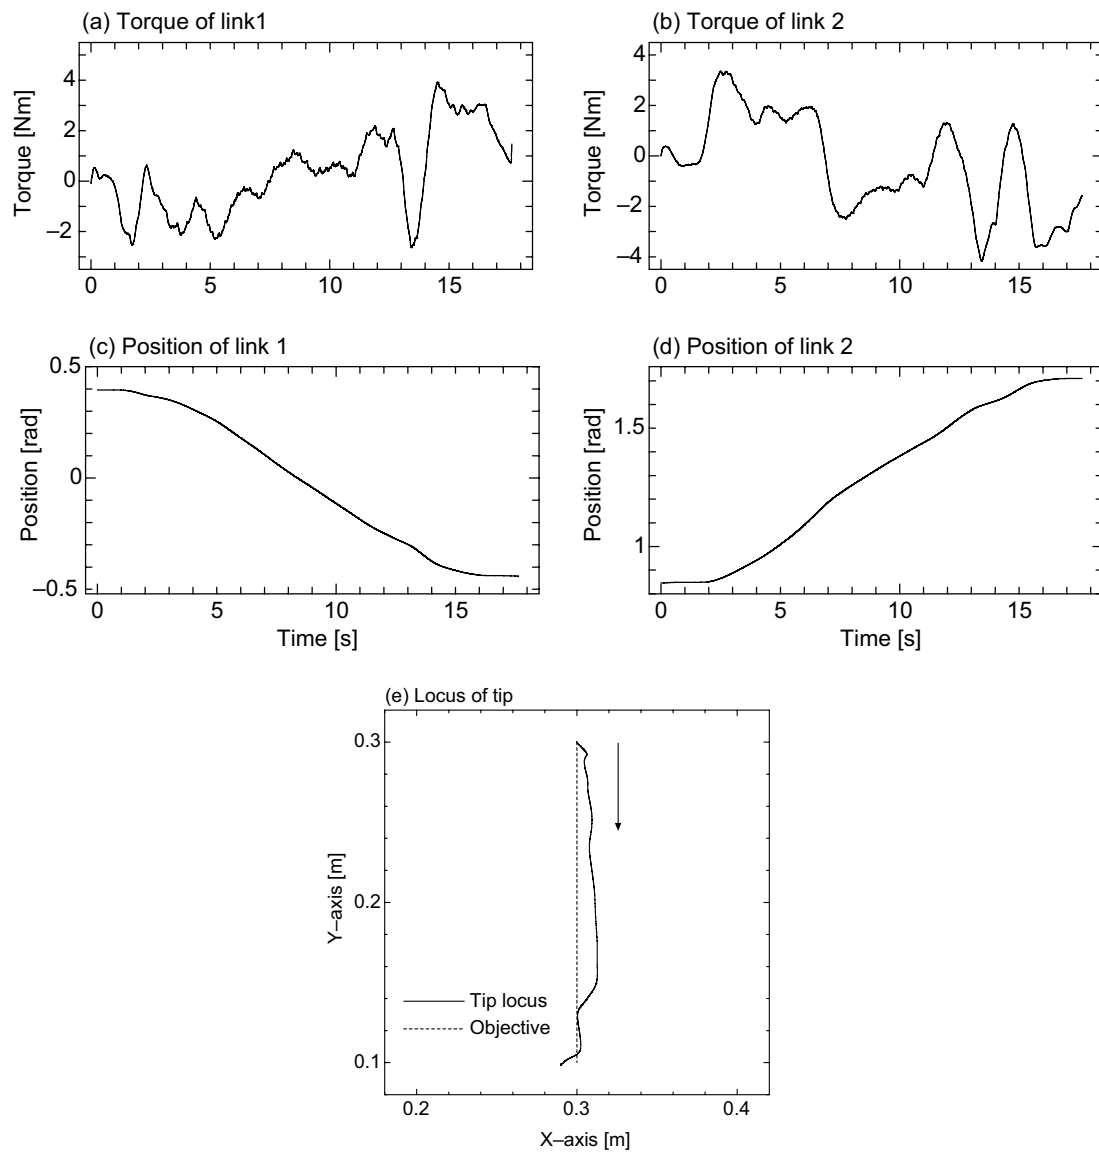 (a) Torque of link1
Torque [Nm]
4
2
0
–2
0 5 10 15
(b) Torque of link 2
Torque [Nm]
4
2
0
–2
–4
0 5 10 15
(c) Position of link 1
Position [rad]
0.5
0
–0.5
0 5 10 15
Time [s]
(d) Position of link 2
Position [rad]
1.5
1
0 5 10 15
Time [s]
(e) Locus of tip
Y–axis [m]
0.3
0.2
0.1
Tip locus
Objective
0.2 0.3 0.4
X–axis [m]